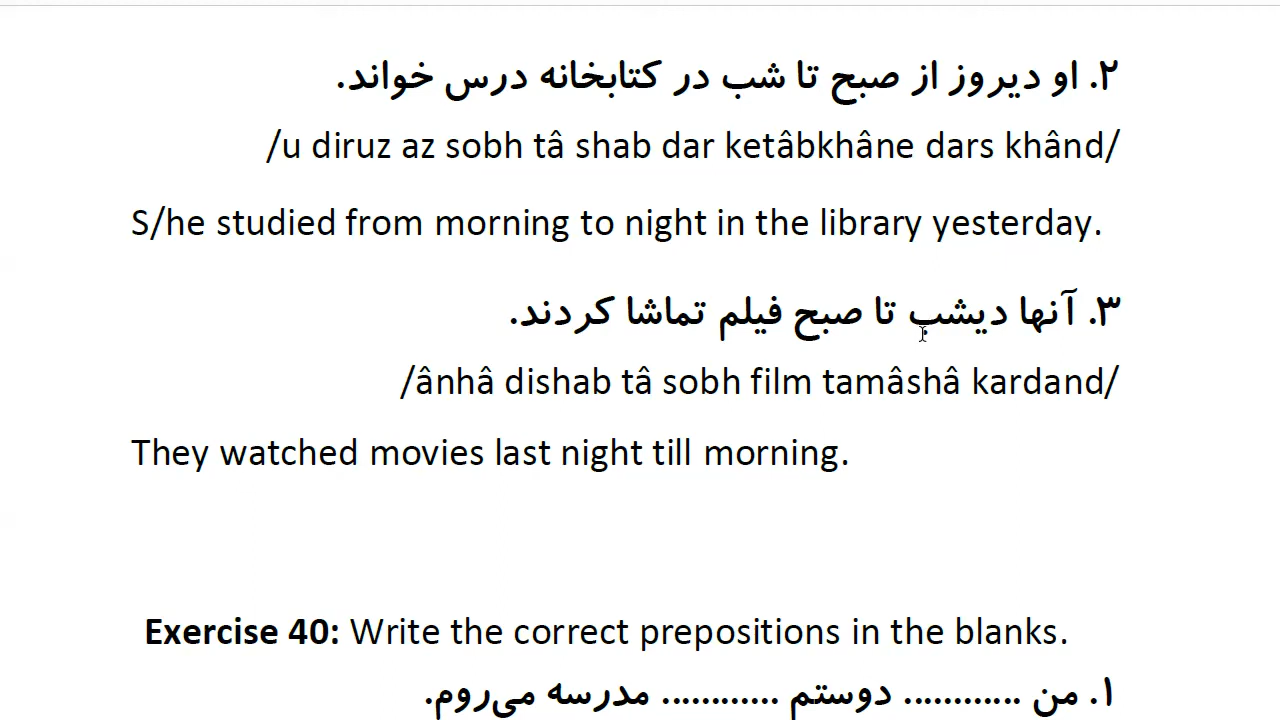 ۲. او دیروز از صبح تا شب در کتابخانه درس خواند.
/u diruz az sobh tâ shab dar ketâbkhâne dars khând/
S/he studied from morning to night in the library yesterday.
۳. آنها دیشب تا صبح فیلم تماشا کردند.
/ânhâ dishab tâ sobh film tamâshâ kardand/
They watched movies last night till morning.
Exercise 40: Write the correct prepositions in the blanks.
۱. من ............ دوستم ............ مدرسه می‌روم.